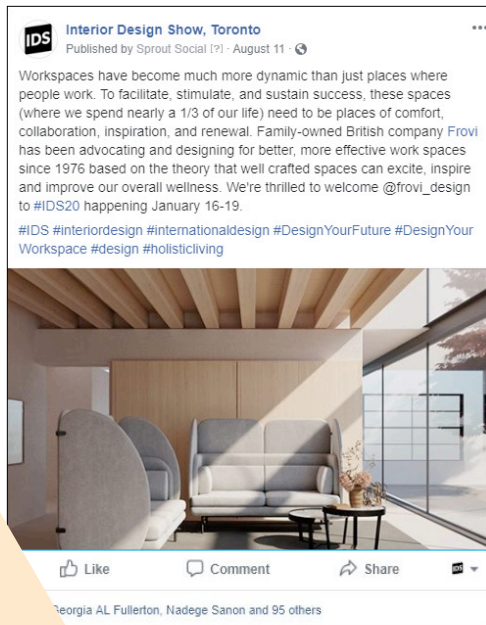 IDS
Interior Design Show, Toronto
Published by Sprout Social [?] · August 11 ·
Workspaces have become much more dynamic than just places where
people work. To facilitate, stimulate, and sustain success, these spaces
(where we spend nearly a 1/3 of our life) need to be places of comfort,
collaboration, inspiration, and renewal. Family-owned British company Frovi
has been advocating and designing for better, more effective work spaces
since 1976 based on the theory that well crafted spaces can excite, inspire
and improve our overall wellness. We're thrilled to welcome @frovi_design
to #IDS20 happening January 16-19.
#IDS #interiordesign #internationaldesign #DesignYourFuture #DesignYour
Workspace #design #holisticliving
Like Comment Share IDS
Georgia AL Fullerton, Nadege Sanon and 95 others